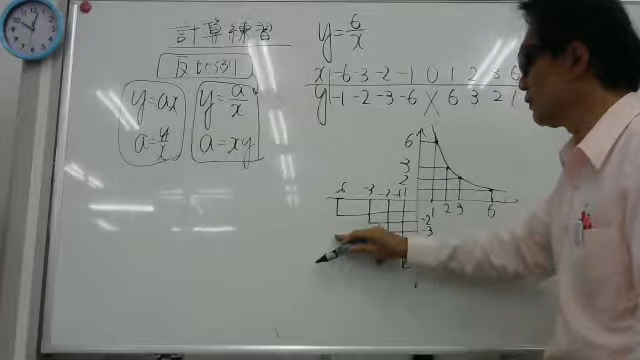 計算練習
反比例
y=ax
a=y/x
y=a/x
a=xy
y=6/x
x -6 -3 -2 -1 0 1 2 3 6
y -1 -2 -3 -6 X 6 3 2 1
6
3
2
-6 -3 -2 -1
1 2 3 6
-2
-3